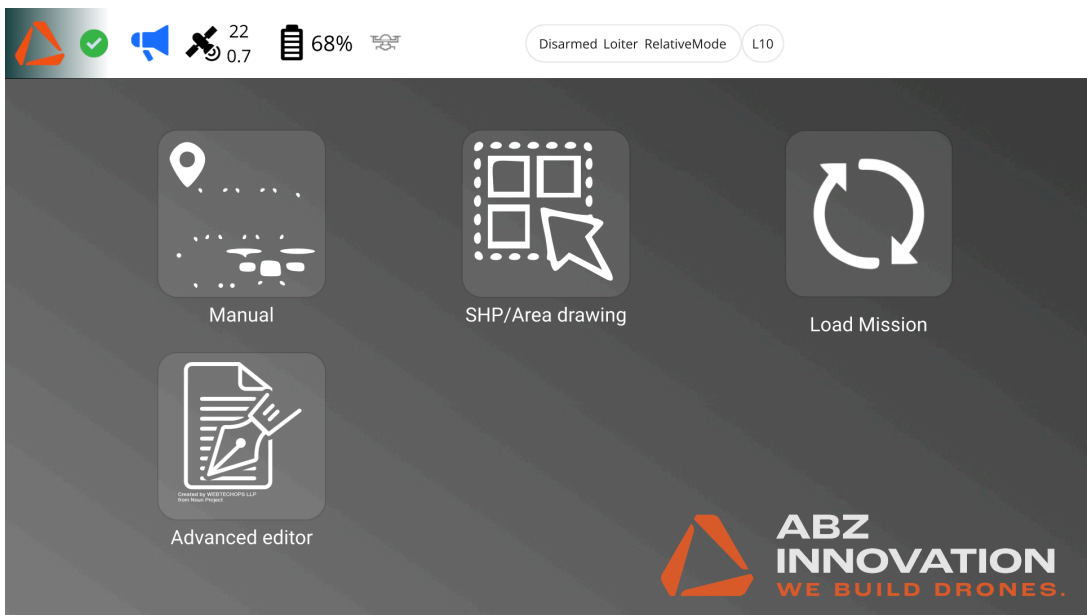 22
0.7
68%
Disarmed Loiter RelativeMode
L10
Manual
SHP/Area drawing
Load Mission
Created by WEBTECHOPS LLP
from Noun Project
Advanced editor
ABZ
INNOVATION
WE BUILD DRONES.